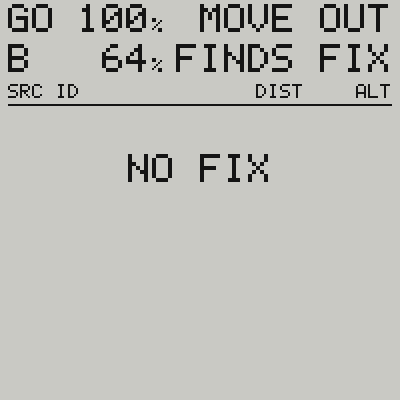 GO 100% MOVE OUT
B 64% FINDS FIX
SRC ID DIST ALT
NO FIX